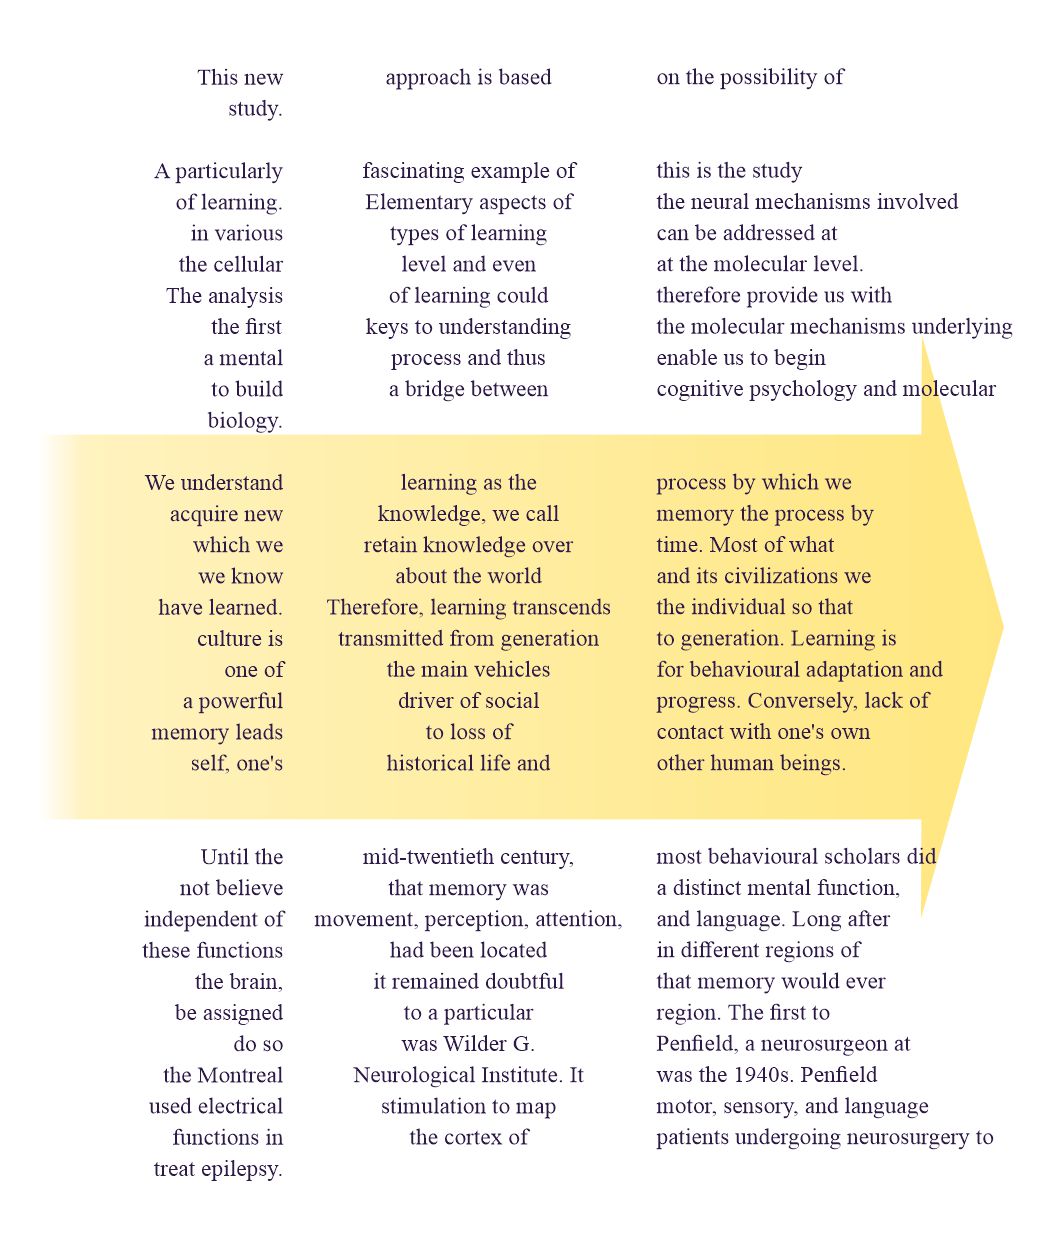 This new approach is based on the possibility of
study.
A particularly fascinating example of this is the study
of learning. Elementary aspects of the neural mechanisms involved
in various types of learning can be addressed at
the cellular level and even at the molecular level.
The analysis of learning could therefore provide us with
the first keys to understanding the molecular mechanisms underlying
a mental process and thus enable us to begin
to build a bridge between cognitive psychology and molecular
biology.
We understand learning as the process by which we
acquire new knowledge, we call memory the process by
which we retain knowledge over time. Most of what
we know about the world and its civilizations we
have learned. Therefore, learning transcends the individual so that
culture is transmitted from generation to generation. Learning is
one of the main vehicles for behavioural adaptation and
a powerful driver of social progress. Conversely, lack of
memory leads to loss of contact with one's own
self, one's historical life and other human beings.
Until the mid-twentieth century, most behavioural scholars did
not believe that memory was a distinct mental function,
independent of movement, perception, attention, and language. Long after
these functions had been located in different regions of
the brain, it remained doubtful that memory would ever
be assigned to a particular region. The first to
do so was Wilder G. Penfield, a neurosurgeon at
the Montreal Neurological Institute. It was the 1940s. Penfield
used electrical stimulation to map motor, sensory, and language
functions in the cortex of patients undergoing neurosurgery to
treat epilepsy.